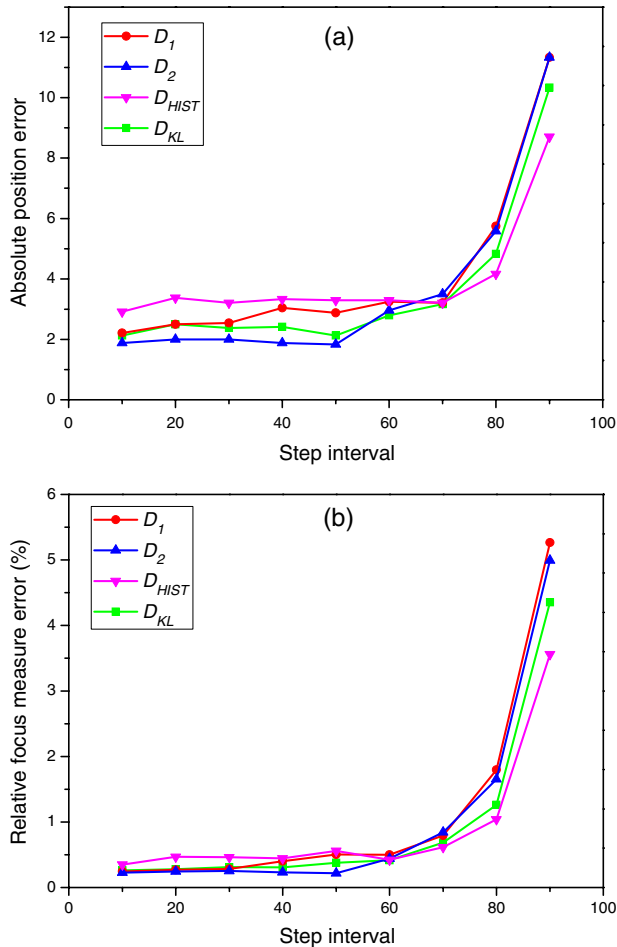 (a)
D1
D2
DHIST
DKL
Absolute position error
12
10
8
6
4
2
0
0 20 40 60 80 100
Step interval
(b)
D1
D2
DHIST
DKL
Relative focus measure error (%)
6
5
4
3
2
1
0
0 20 40 60 80 100
Step interval